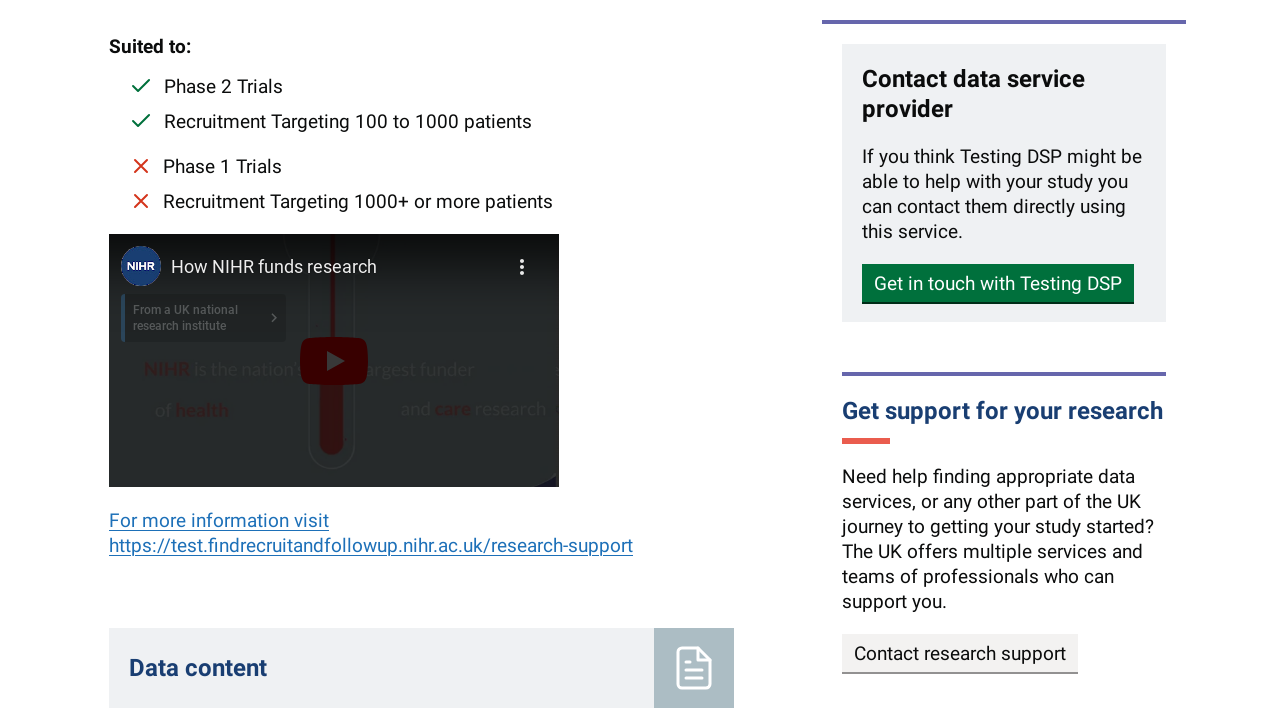 Suited to:
Phase 2 Trials
Recruitment Targeting 100 to 1000 patients
Phase 1 Trials
Recruitment Targeting 1000+ or more patients
NIHR
How NIHR funds research
From a UK national
research institute
NIHR is the nation's largest funder
of health and care research
For more information visit
https://test.findrecruitandfollowup.nihr.ac.uk/research-support
Data content
Contact data service
provider
If you think Testing DSP might be
able to help with your study you
can contact them directly using
this service.
Get in touch with Testing DSP
Get support for your research
Need help finding appropriate data
services, or any other part of the UK
journey to getting your study started?
The UK offers multiple services and
teams of professionals who can
support you.
Contact research support